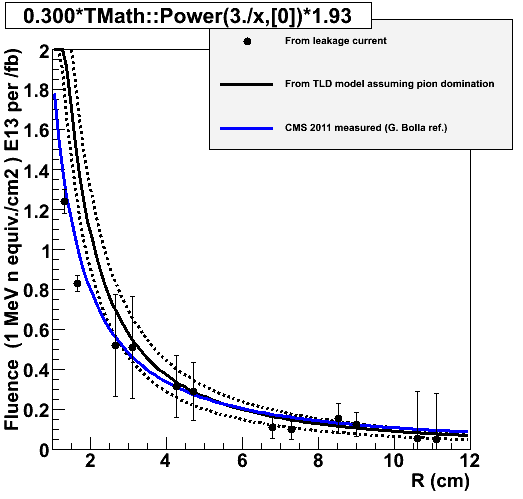 0.300*TMath::Power(3./x,[0])*1.93
From leakage current
From TLD model assuming pion domination
CMS 2011 measured (G. Bolla ref.)
Fluence (1 MeV n equiv./cm2 ) E13 per /fb)
2
1.8
1.6
1.4
1.2
1
0.8
0.6
0.4
0.2
0
2 4 6 8 10 12
R (cm)